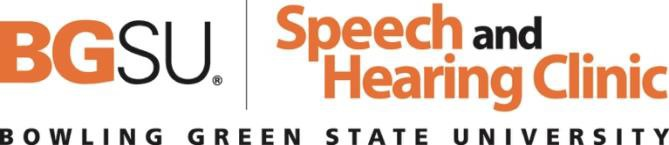 BGSU®
Speech and
Hearing Clinic
BOWLING GREEN STATE UNIVERSITY